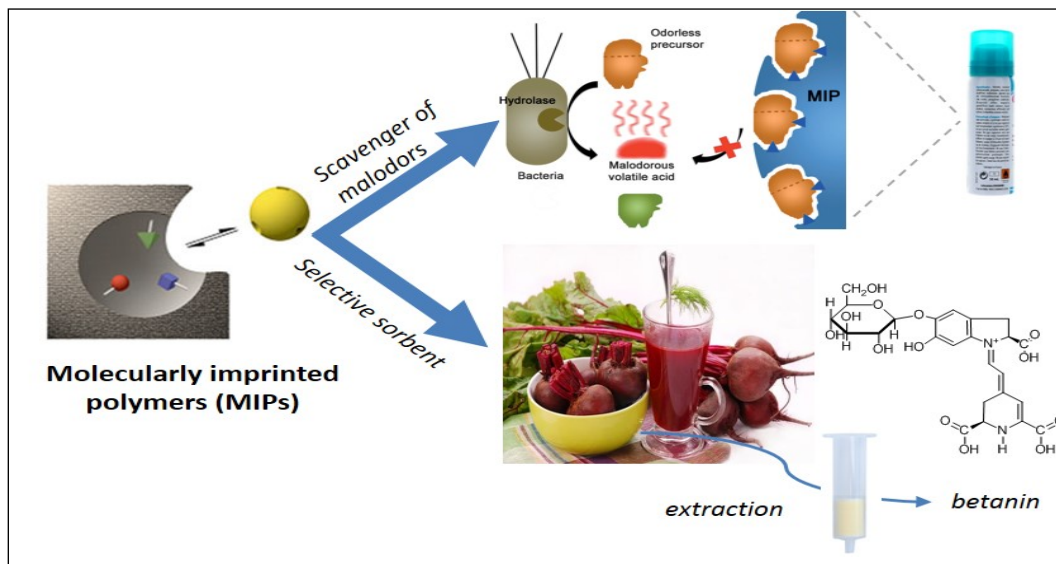 Molecularly imprinted
polymers (MIPs)
Scavenger of
malodors
Selective sorbent
Odorless
precursor
Hydrolase
Bacteria
Malodorous
volatile acid
MIP
CH₂OH
O
O
H
H
OH
H
OH
H
H
OH
HO
N⁺
H
O
OH
O
OH
N
H
O
OH
extraction
betanin